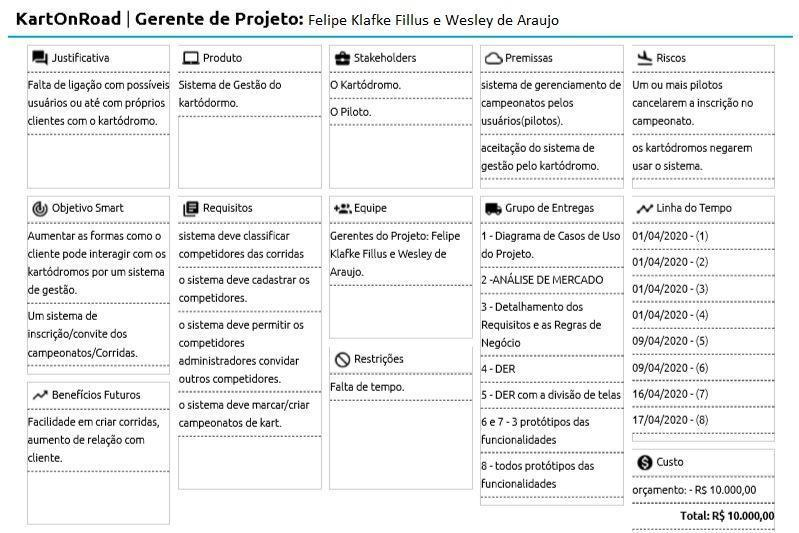 KartOnRoad | Gerente de Projeto: Felipe Klafke Fillus e Wesley de Araujo
Justificativa
Falta de ligação com possíveis
usuários ou até com próprios
clientes com o kartódromo.
Produto
Sistema de Gestão do
kartódormo.
Stakeholders
O Kartódromo.
O Piloto.
Premissas
sistema de gerenciamento de
campeonatos pelos
usuários(pilotos).
aceitação do sistema de
gestão pelo kartódromo.
Riscos
Um ou mais pilotos
cancelarem a inscrição no
campeonato.
os kartódromos negarem
usar o sistema.
Objetivo Smart
Aumentar as formas como o
cliente pode interagir com os
kartódromos por um sistema
de gestão.
Um sistema de
inscrição/convite dos
campeonatos/Corridas.
Benefícios Futuros
Facilidade em criar corridas,
aumento de relação com
cliente.
Requisitos
sistema deve classificar
competidores das corridas
o sistema deve cadastrar os
competidores.
o sistema deve permitir os
competidores
administradores convidar
outros competidores.
o sistema deve marcar/criar
campeonatos de kart.
Equipe
Gerentes do Projeto: Felipe
Klafke Fillus e Wesley de
Araujo.
Restrições
Falta de tempo.
Grupo de Entregas
1 - Diagrama de Casos de Uso
do Projeto.
2 -ANÁLISE DE MERCADO
3 - Detalhamento dos
Requisitos e as Regras de
Negócio
4 - DER
5 - DER com a divisão de telas
6 e 7 - 3 protótipos das
funcionalidades
8 - todos protótipos das
funcionalidades
Linha do Tempo
01/04/2020 - (1)
01/04/2020 - (2)
01/04/2020 - (3)
01/04/2020 - (4)
09/04/2020 - (5)
09/04/2020 - (6)
16/04/2020 - (7)
17/04/2020 - (8)
Custo
orçamento: - R$ 10.000,00
Total: R$ 10.000,00